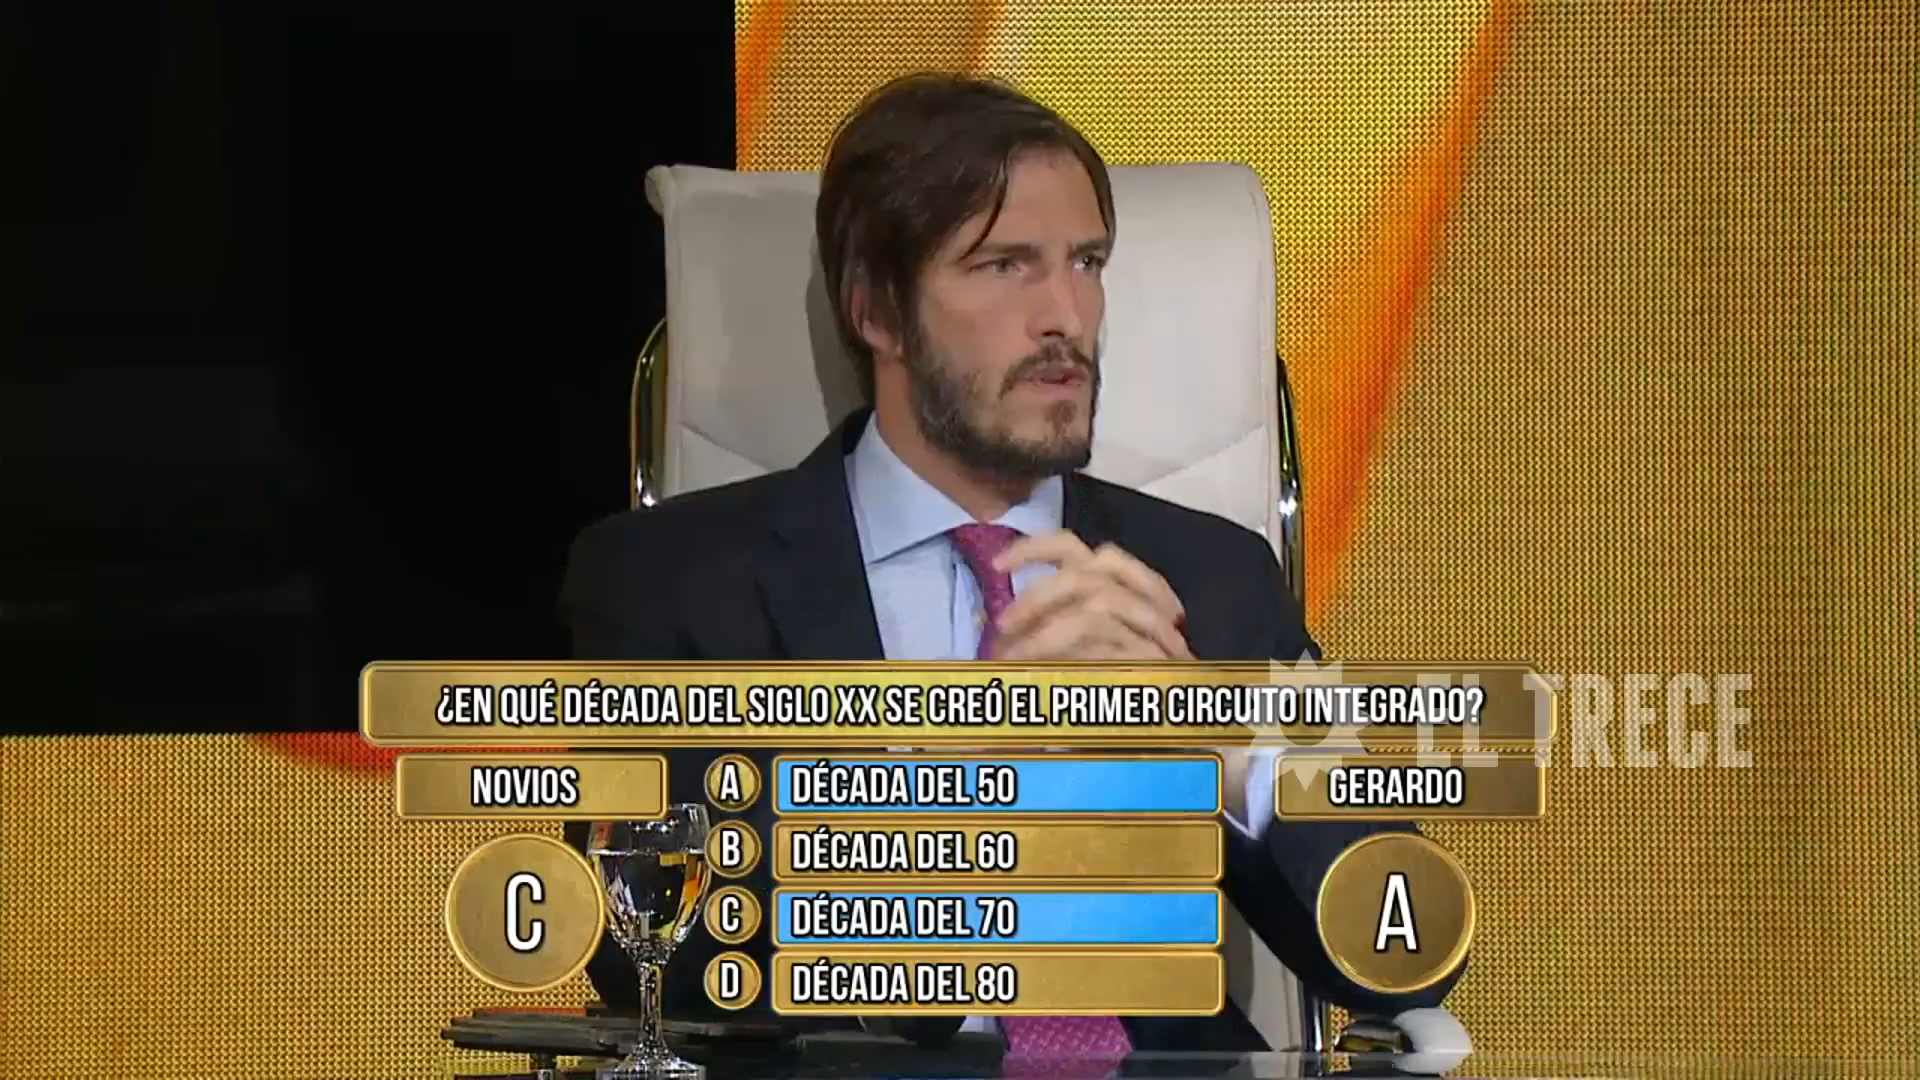 ¿EN QUÉ DÉCADA DEL SIGLO XX SE CREÓ EL PRIMER CIRCUITO INTEGRADO?
EL TRECE
NOVIOS
A DÉCADA DEL 50
GERARDO
B DÉCADA DEL 60
C
C DÉCADA DEL 70
A
D DÉCADA DEL 80